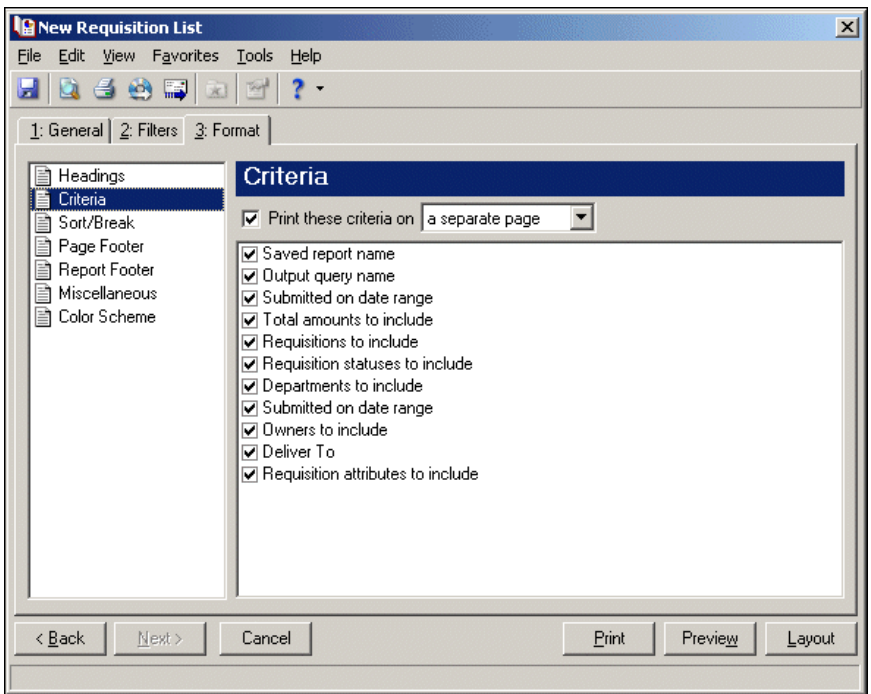 New Requisition List
File Edit View Favorites Tools Help
1: General 2: Filters 3: Format
Headings
Criteria
Sort/Break
Page Footer
Report Footer
Miscellaneous
Color Scheme
Criteria
Print these criteria on a separate page
Saved report name
Output query name
Submitted on date range
Total amounts to include
Requisitions to include
Requisition statuses to include
Departments to include
Submitted on date range
Owners to include
Deliver To
Requisition attributes to include
< Back Next > Cancel Print Preview Layout